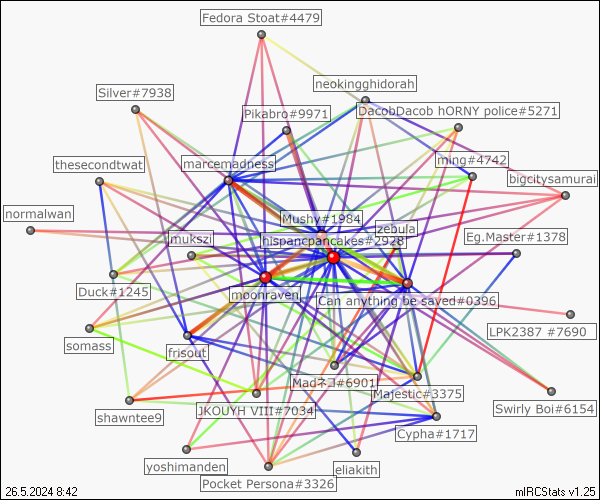 Fedora Stoat#4479
neokingghidorah
Silver#7938
Pikabro#9971
DacobDacob hORNY police#5271
thesecondtwat
marcemadness
ming#4742
bigcitysamurai
normalwan
Mushy#1984
zebula
mukszi
hispancpancakes#2928
Eg.Master#1378
Duck#1245
moonraven
Can anything be saved#0396
somass
frisout
LPK2387 #7690
Madネコ#6901
Majestic#3375
shawntee9
JKOUYH VIII#7034
Swirly Boi#6154
Cypha#1717
yoshimanden
eliakith
Pocket Persona#3326
26.5.2024 8:42
mIRCStats v1.25